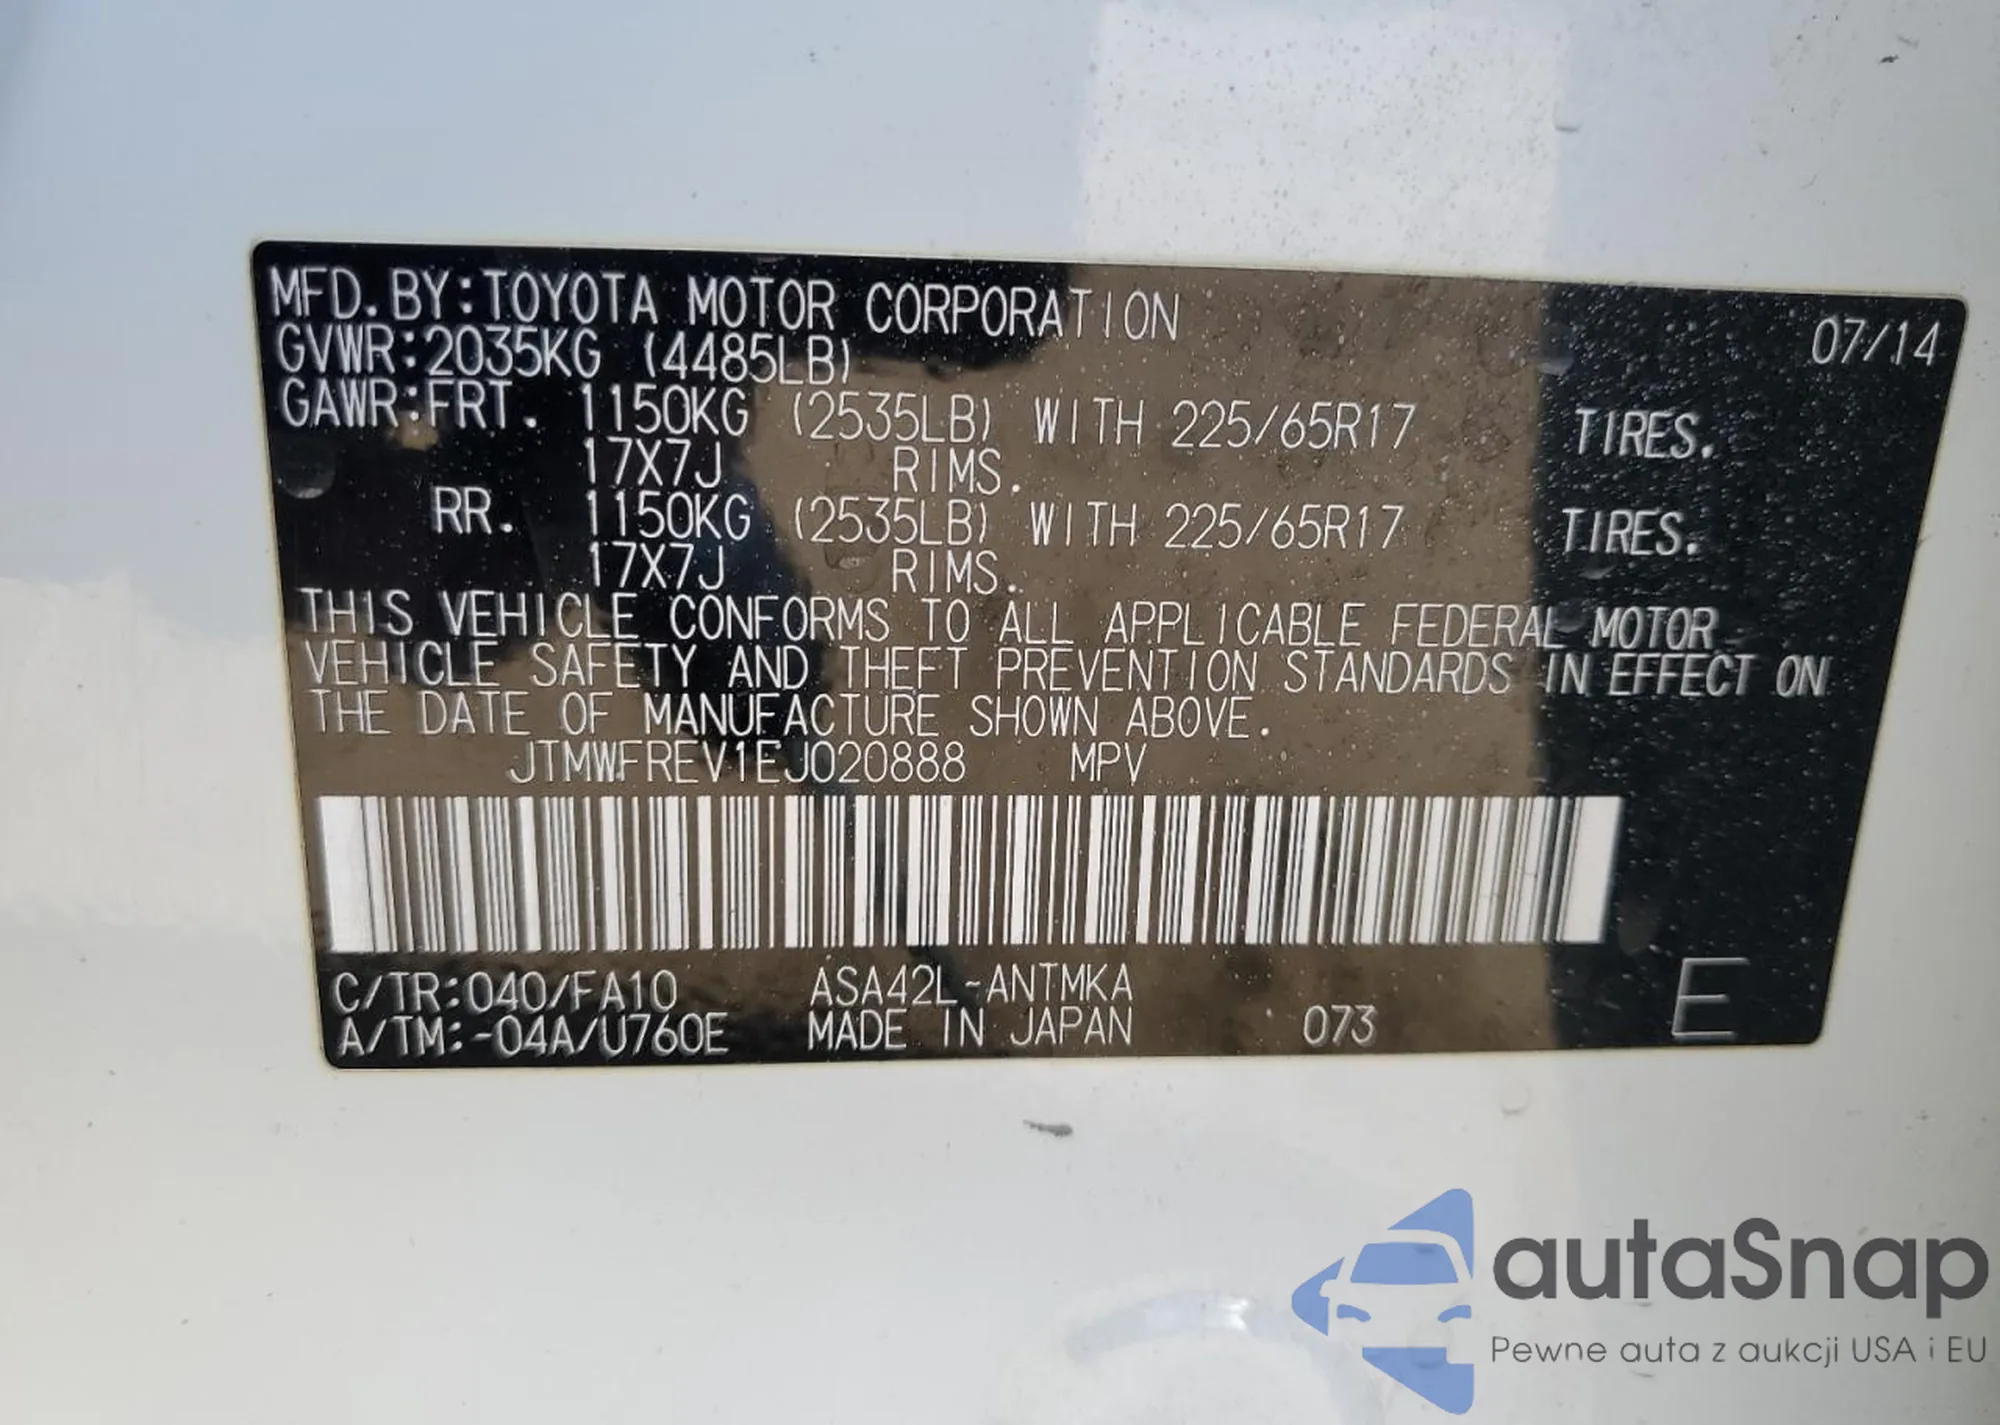 MFD. BY: TOYOTA MOTOR CORPORATION 07/14
GVWR: 2035KG (4485LB)
GAWR: FRT. 1150KG (2535LB) WITH 225/65R17 TIRES.
17X7J RIMS.
RR. 1150KG (2535LB) WITH 225/65R17 TIRES.
17X7J RIMS.
THIS VEHICLE CONFORMS TO ALL APPLICABLE FEDERAL MOTOR
VEHICLE SAFETY AND THEFT PREVENTION STANDARDS IN EFFECT ON
THE DATE OF MANUFACTURE SHOWN ABOVE.
JTMWFREV1EJ020888 MPV
C/TR: 040/FA10 ASA42L-ANTMKA
A/TM: -04A/U760E MADE IN JAPAN 073 E
autaSnap
Pewne auta z aukcji USA i EU